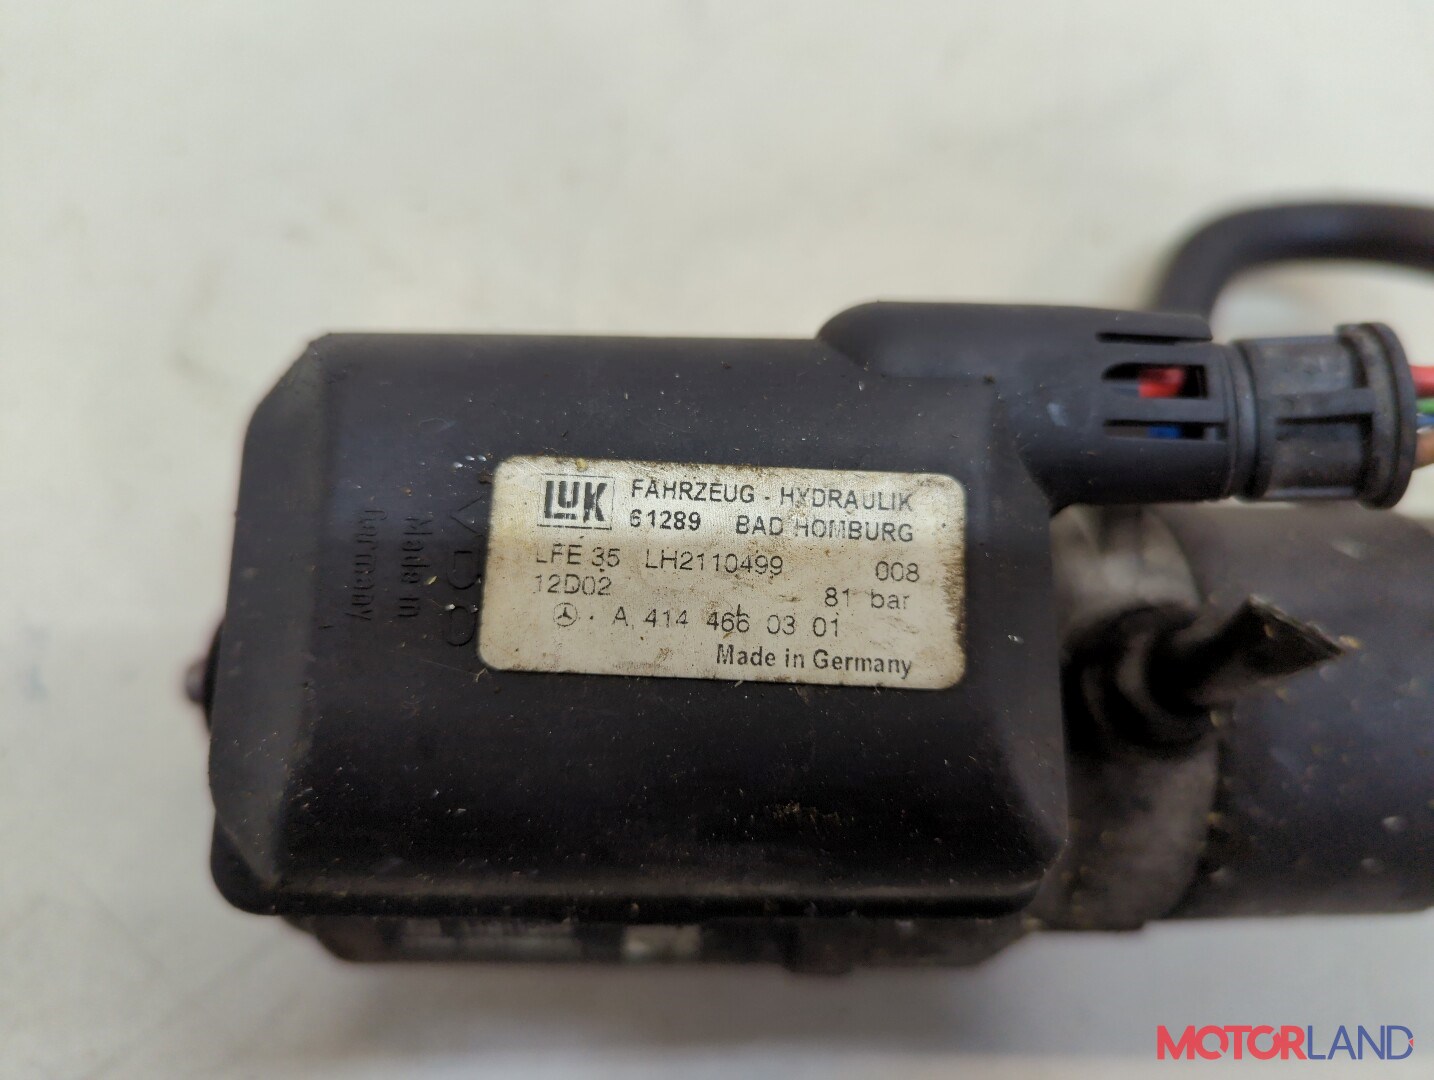 LuK FAHRZEUG - HYDRAULIK
61289 BAD HOMBURG
LFE 35 LH2110499 008
12D02 81 bar
A 414 466 03 01
Made in Germany
Made in
Germany
VDO
MOTORLAND